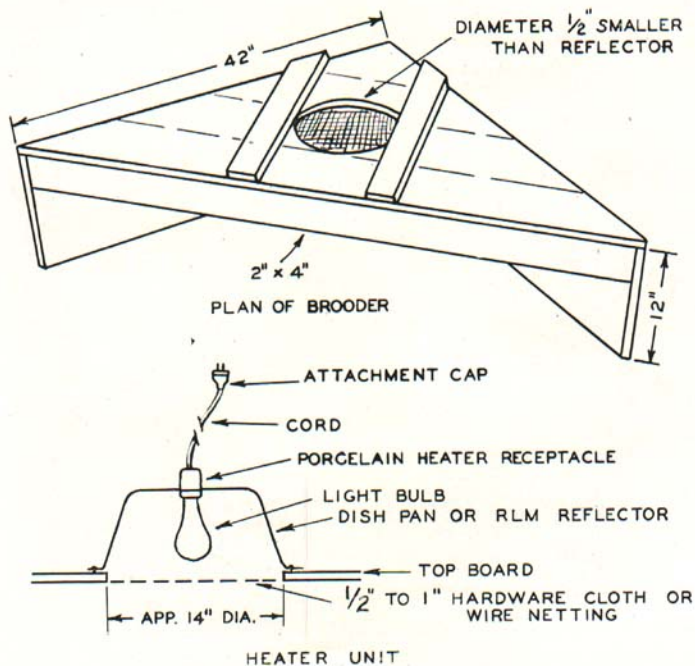 DIAMETER 1/2" SMALLER
THAN REFLECTOR
42"
2" x 4"
12"
PLAN OF BROODER
ATTACHMENT CAP
CORD
PORCELAIN HEATER RECEPTACLE
LIGHT BULB
DISH PAN OR RLM REFLECTOR
TOP BOARD
1/2" TO 1" HARDWARE CLOTH OR
WIRE NETTING
APP. 14" DIA.
HEATER UNIT